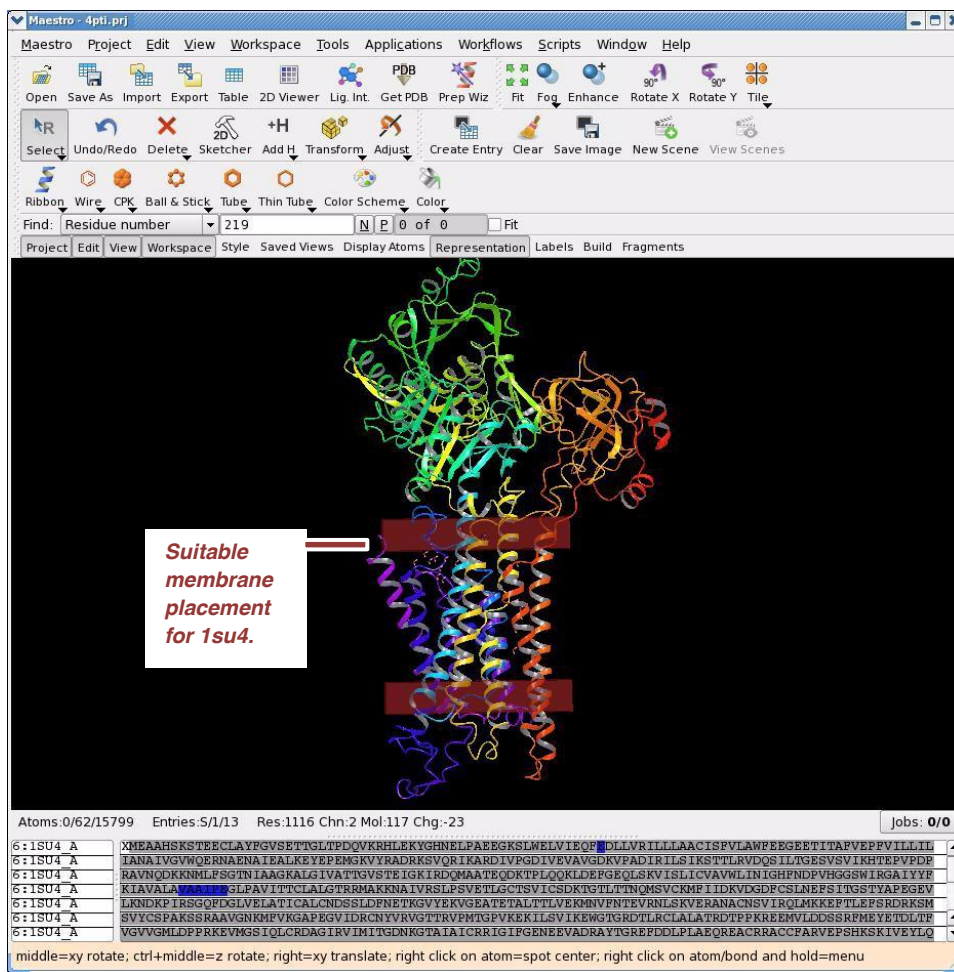 Maestro - 4pti.prj
Maestro Project Edit View Workspace Tools Applications Workflows Scripts Window Help
Open Save As Import Export Table 2D Viewer Lig. Int. Get PDB Prep Wiz Fit Fog Enhance Rotate X Rotate Y Tile
Select Undo/Redo Delete Sketcher Add H Transform Adjust Create Entry Clear Save Image New Scene View Scenes
Ribbon Wire CPK Ball & Stick Tube Thin Tube Color Scheme Color
Find: Residue number 219 N P 0 of 0 Fit
Project Edit View Workspace Style Saved Views Display Atoms Representation Labels Build Fragments
Suitable
membrane
placement
for 1su4.
Atoms:0/62/15799 Entries:S/1/13 Res:1116 Chn:2 Mol:117 Chg:-23 Jobs: 0/0
6:1SU4_A XMEAAHSKSTEECLAYFGVSETTGLTPDQVKRHLEKYGHNELPAEEGKSLWELVIEQFEDLLVRILLLAACISFVLAWFEEGEETITAFVEPFVILLIL
6:1SU4_A IANAIVGVWQERNAENAIEALKEYEPEMGKVYRADRKSVQRIKARDIVPGDIVEVAVGDKVPADIRILSIKSTTLRVDQSILTGESVSVIKHTEPVPDP
6:1SU4_A RAVNQDKKNMLFSGTNIAAGKALGIVATTGVSTEIGKIRDQMAATEQDKTPLQQKLDEFGEQLSKVISLICVAVWLINIGHFNDPVHGGSWIRGAIYYF
6:1SU4_A KIAVALAVAAIPEGLPAVITTCLALGTRRMAKKNAIVRSLPSVETLGCTSVICSDKTGTLTTNQMSVCKMFIIDKVDGDFCSLNEFSITGSTYAPEGEV
6:1SU4_A LKNDKPIRSGQFDGLVELATICALCNDSSLDFNETKGVYEKVGEATETALTTLVEKMNVFNTEVRNLSKVERANACNSVIRQLMKKEFTLEFSRDRKSM
6:1SU4_A SVYCSPAKSSRAAVGNKMFVKGAPEGVIDRCNYVRVGTTRVPMTGPVKEKILSVIKEWGTGRDTLRCLALATRDTPPKREEMVLDDSSRFMEYETDLTF
6:1SU4_A VGVVGMLDPPRKEVMGSIQLCRDAGIRVIMITGDNKGTAIAICRRIGIFGENEEVADRAYTGREFDDLPLAEQREACRRACCFARVEPSHKSKIVEYLQ
middle=xy rotate; ctrl+middle=z rotate; right=xy translate; right click on atom=spot center; right click on atom/bond and hold=menu